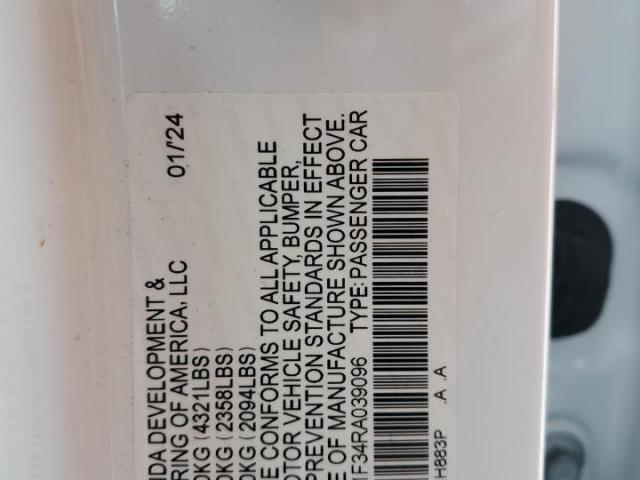 NDA DEVELOPMENT & 01/'24
RING OF AMERICA, LLC
0KG (4321LBS)
0KG (2358LBS)
0KG (2094LBS)
E CONFORMS TO ALL APPLICABLE
OTOR VEHICLE SAFETY, BUMPER,
PREVENTION STANDARDS IN EFFECT
E OF MANUFACTURE SHOWN ABOVE.
1F34RA039096 TYPE: PASSENGER CAR
H883P .A .A